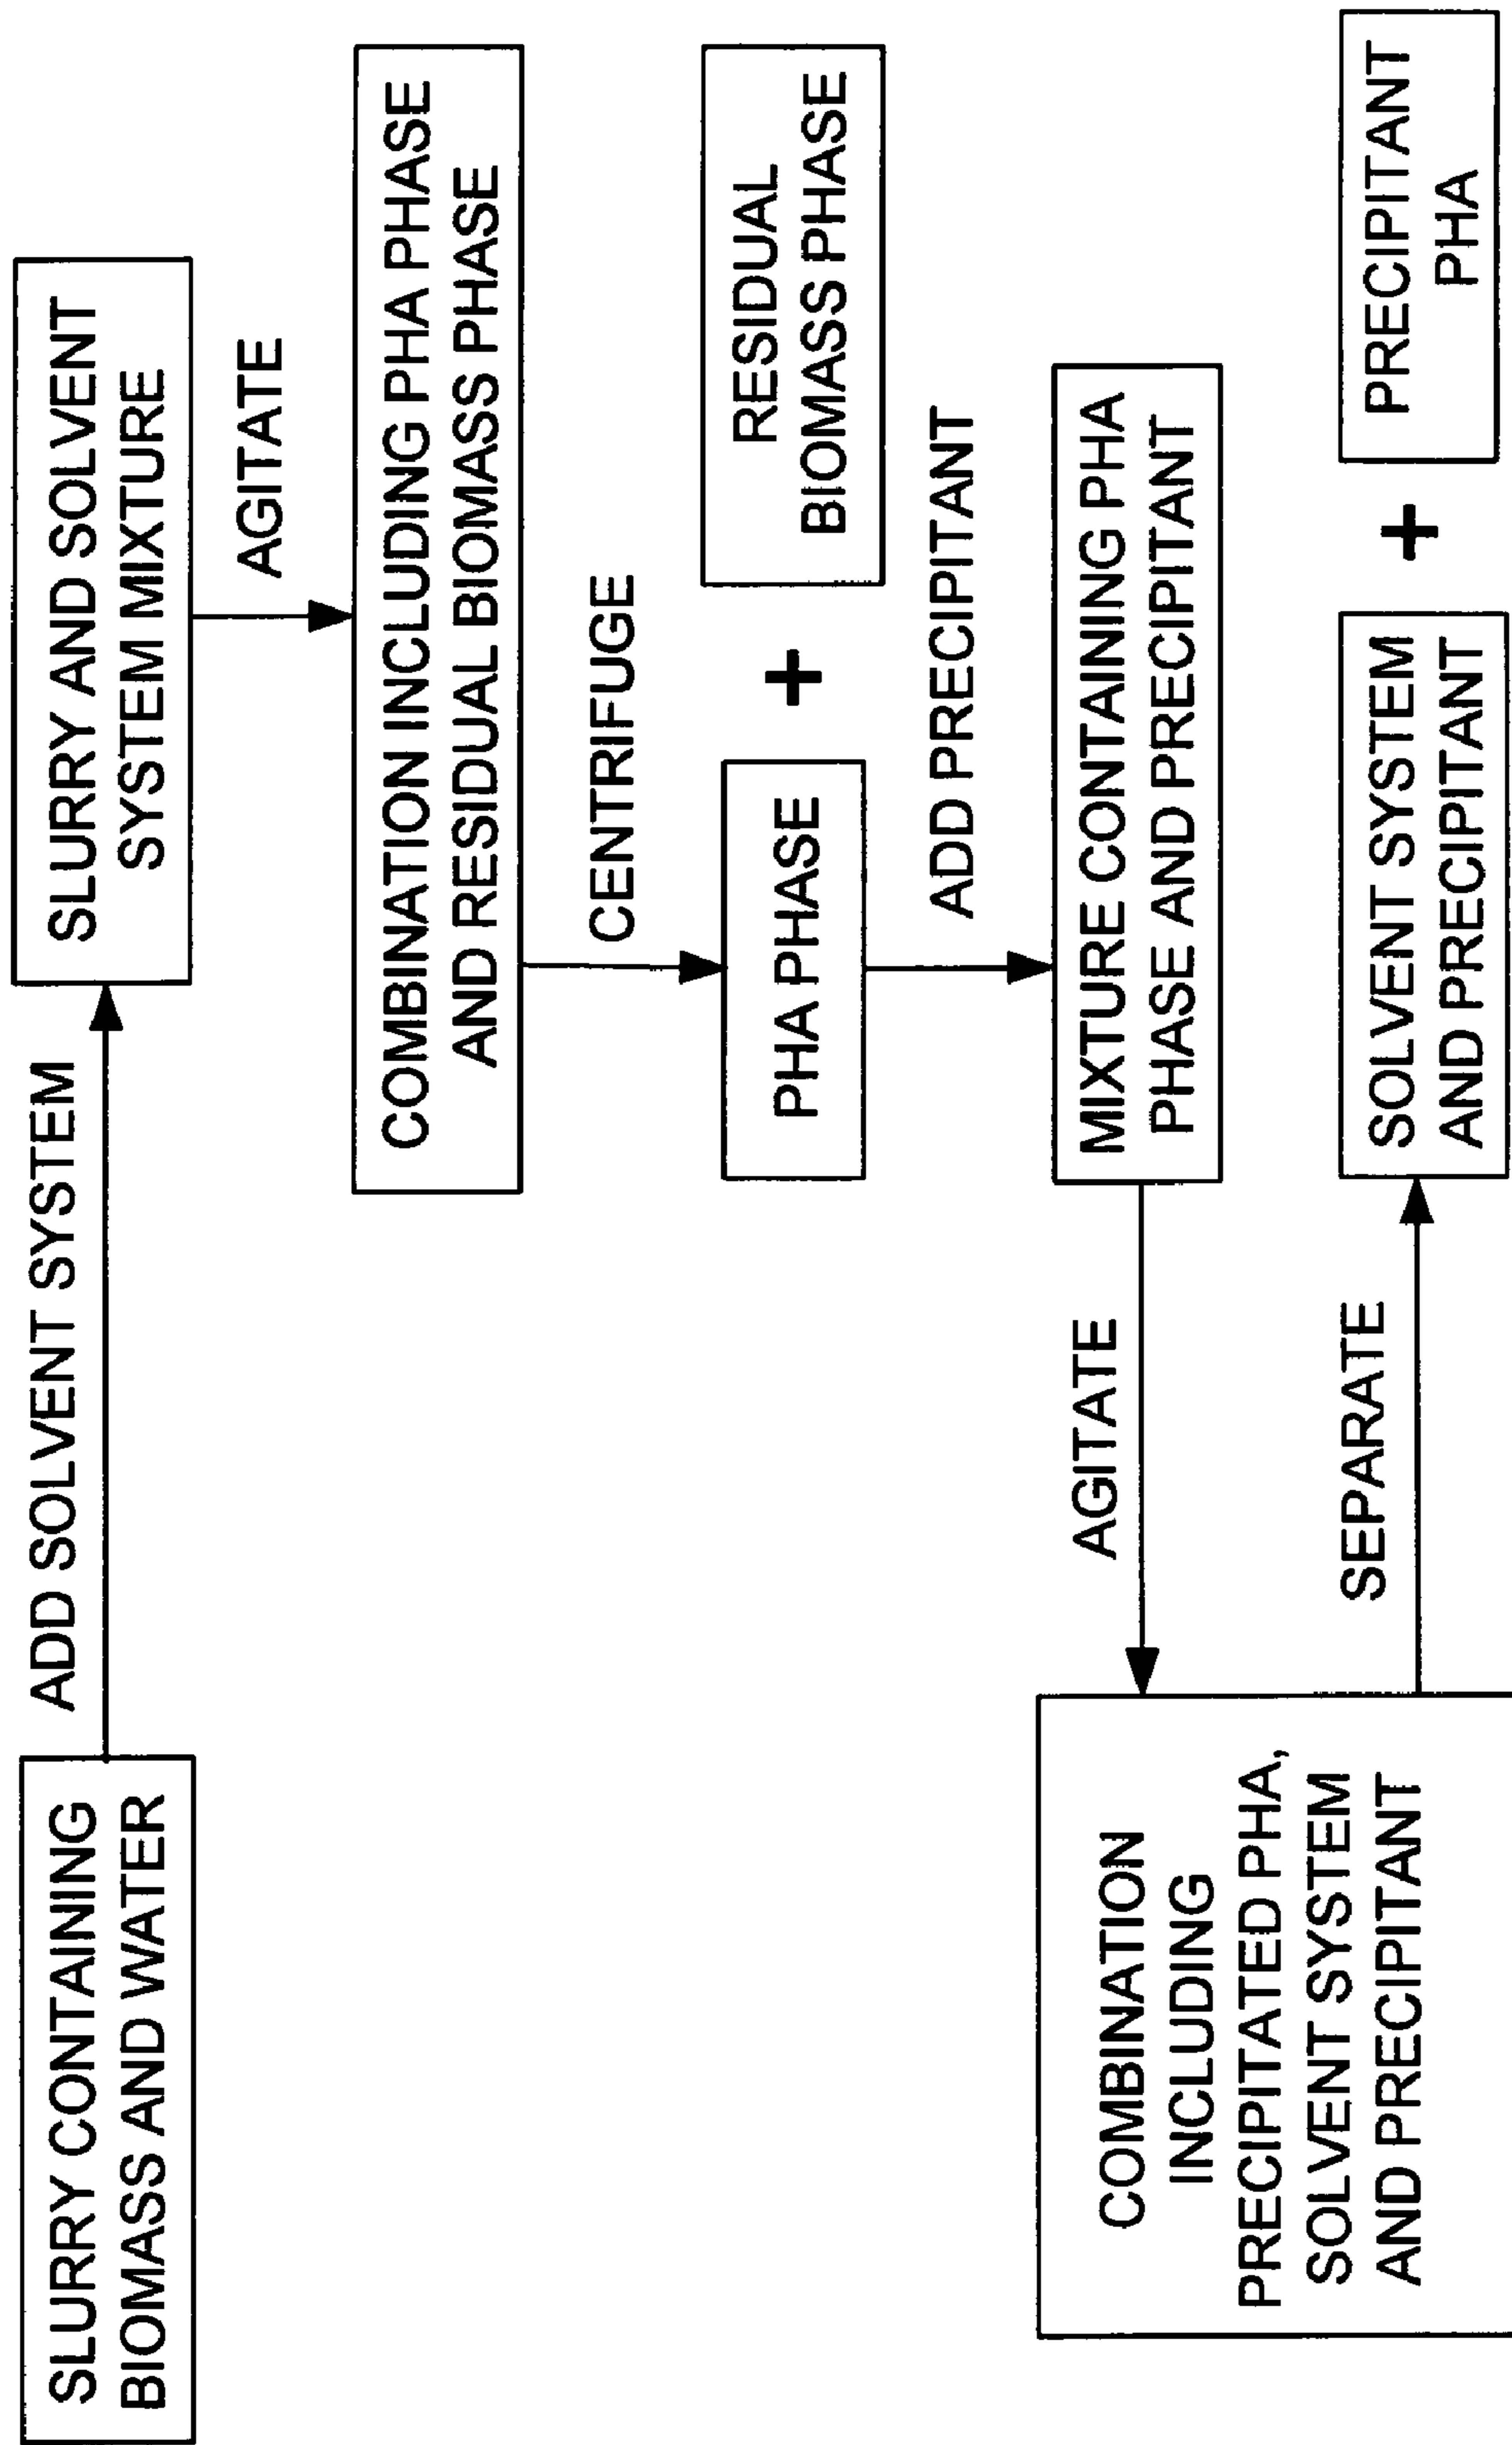 SLURRY CONTAINING
BIOMASS AND WATER
ADD SOLVENT SYSTEM
SLURRY AND SOLVENT
SYSTEM MIXTURE
AGITATE
COMBINATION INCLUDING PHA PHASE
AND RESIDUAL BIOMASS PHASE
CENTRIFUGE
PHA PHASE
+
RESIDUAL
BIOMASS PHASE
ADD PRECIPITANT
MIXTURE CONTAINING PHA
PHASE AND PRECIPITANT
AGITATE
COMBINATION
INCLUDING
PRECIPITATED PHA,
SOLVENT SYSTEM
AND PRECIPITANT
SEPARATE
SOLVENT SYSTEM
AND PRECIPITANT
+
PRECIPITANT
PHA